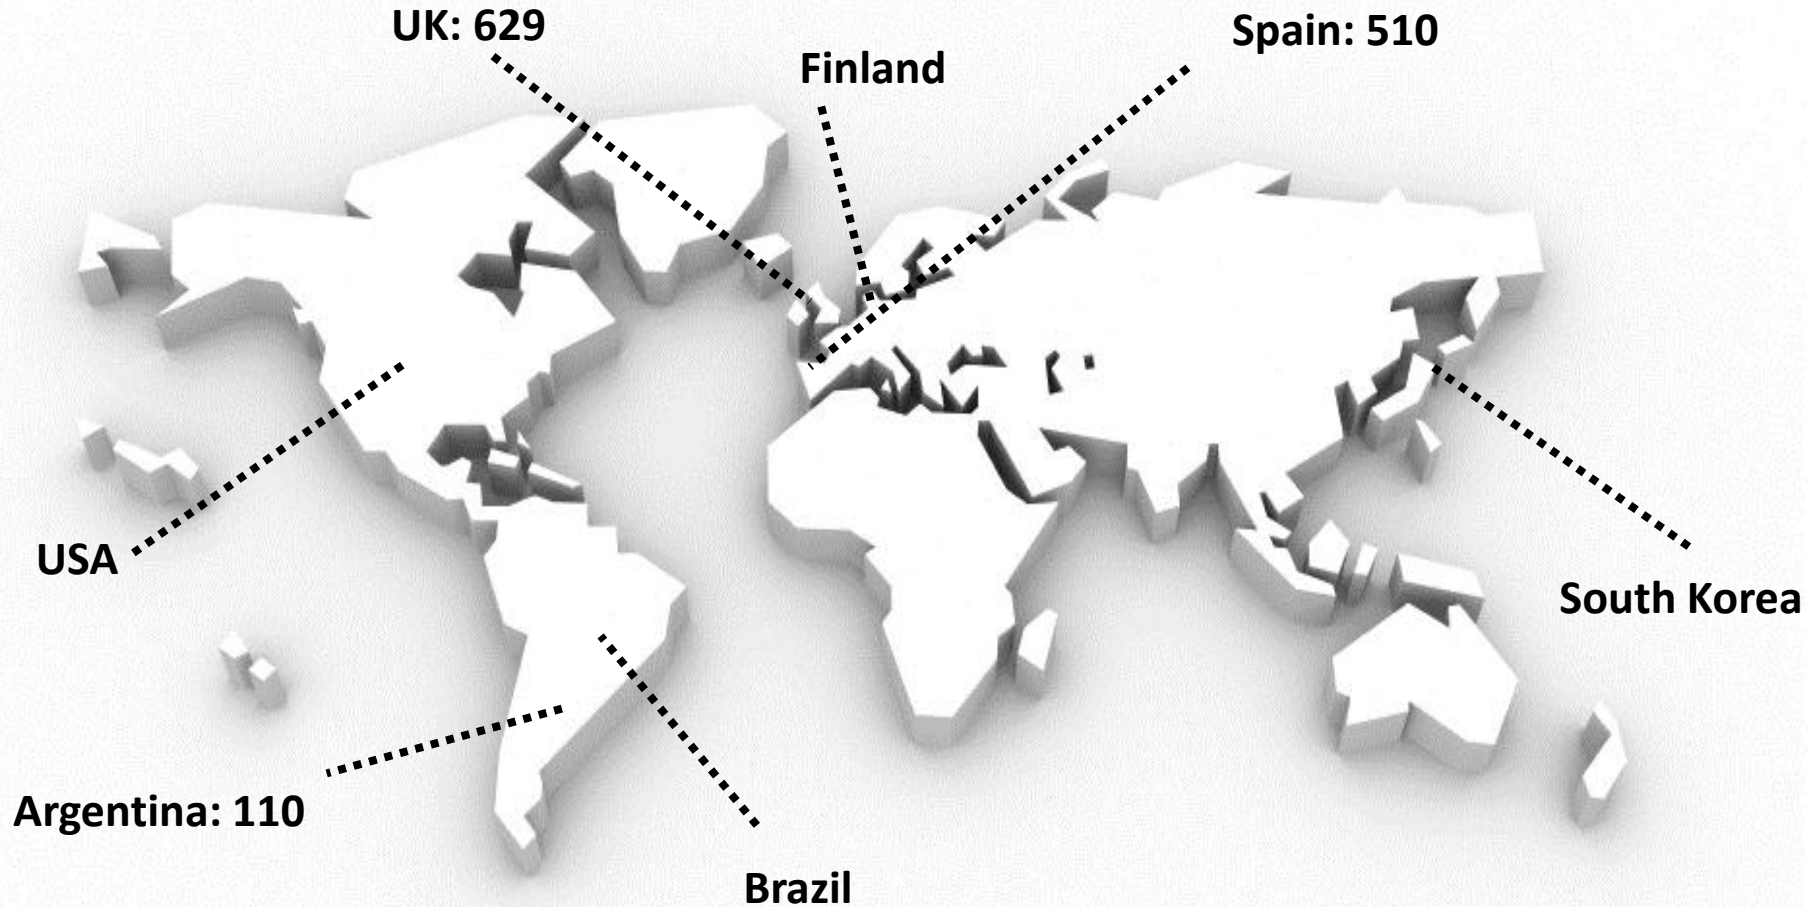 UK: 629
Spain: 510
Finland
USA
South Korea
Argentina: 110
Brazil